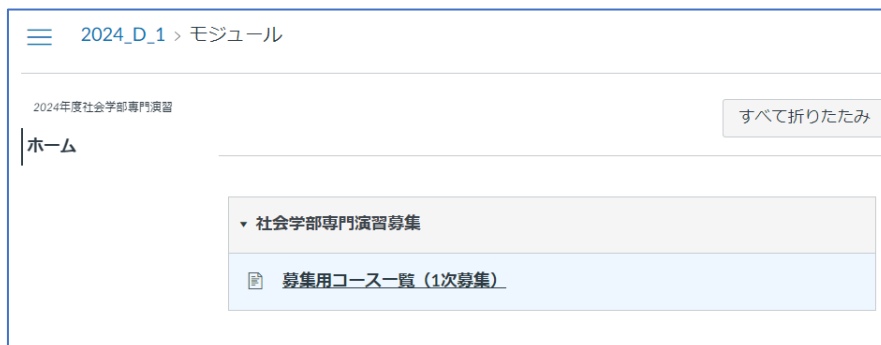 2024_D_1 > モジュール
2024年度社会学部専門演習
すべて折りたたみ
ホーム
社会学部専門演習募集
募集用コース一覧（1次募集）